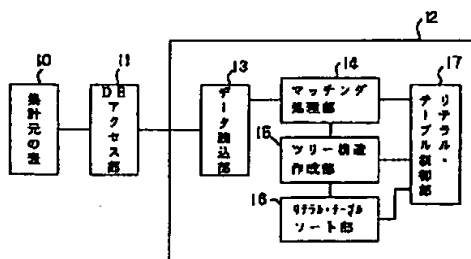 12
10
11
13
14
17
集計元の表
DB
アクセス部
データ読込部
マッチング
処理部
15
ツリー構造
作成部
16
リテラル・テーブル
ソート部
リテラル・
テーブル制御部